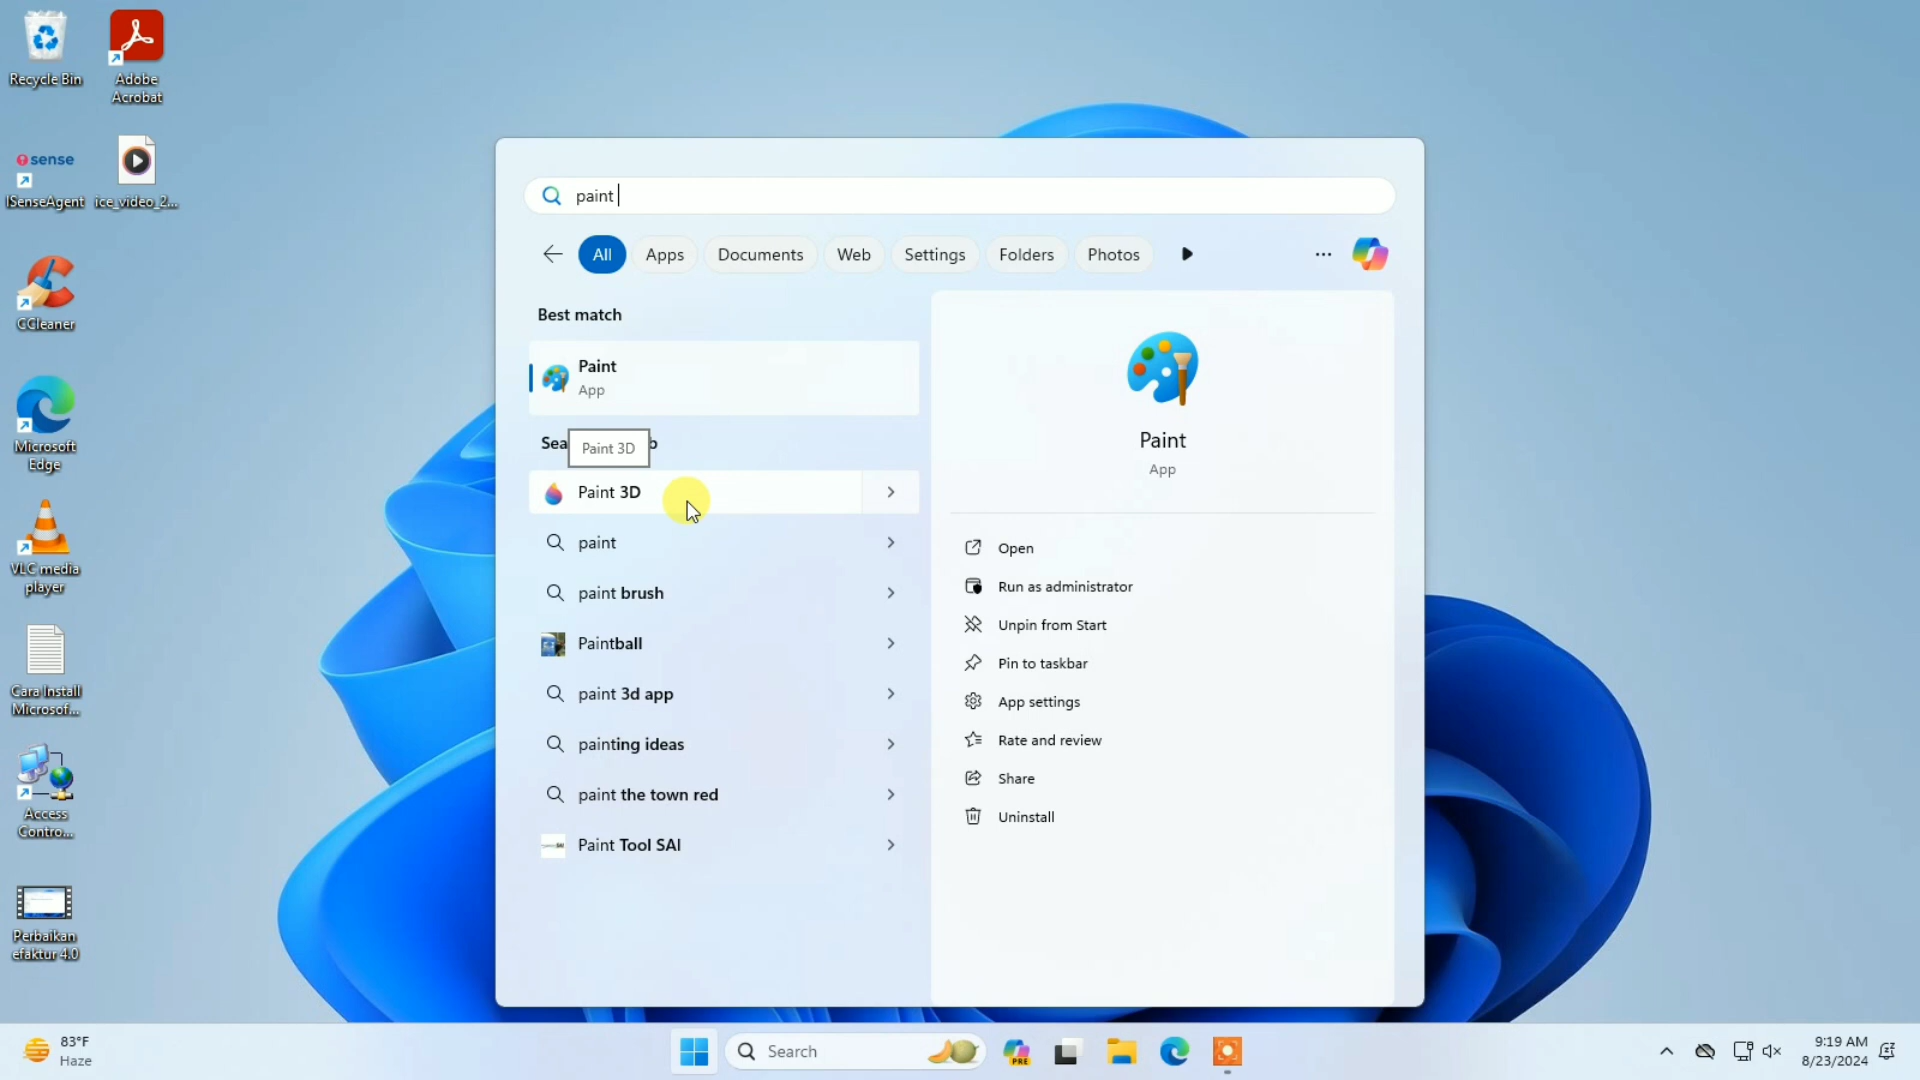 Recycle Bin
Adobe
Acrobat
sense
ISenseAgent
ice_video_2...
CCleaner
Microsoft
Edge
VLC media
player
Cara Install
Microsof...
Access
Contro...
Perbaikan
efaktur 4.0
paint
All
Apps
Documents
Web
Settings
Folders
Photos
Best match
Paint
App
Sea
b
Paint 3D
Paint 3D
paint
paint brush
Paintball
paint 3d app
painting ideas
paint the town red
Paint Tool SAI
Paint
App
Open
Run as administrator
Unpin from Start
Pin to taskbar
App settings
Rate and review
Share
Uninstall
83°F
Haze
Search
PRE
9:19 AM
8/23/2024